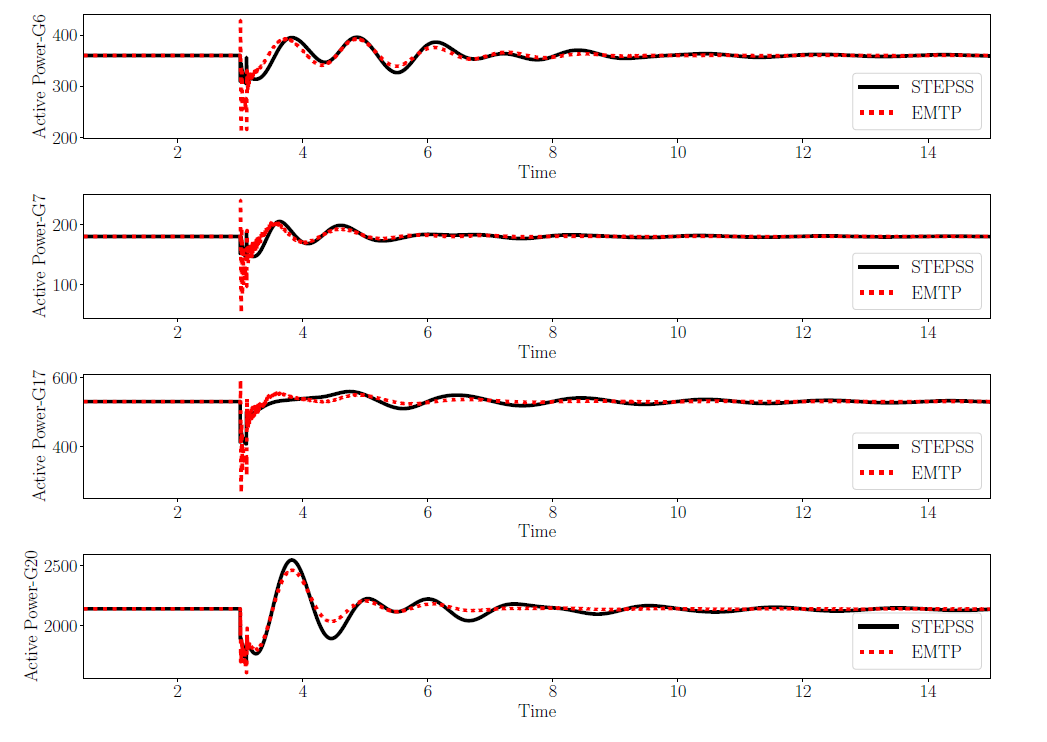 Active Power-G6
400
300
200
STEPSS
EMTP
2 4 6 8 10 12 14
Time
Active Power-G7
200
100
STEPSS
EMTP
2 4 6 8 10 12 14
Time
Active Power-G17
600
400
STEPSS
EMTP
2 4 6 8 10 12 14
Time
Active Power-G20
2500
2000
STEPSS
EMTP
2 4 6 8 10 12 14
Time